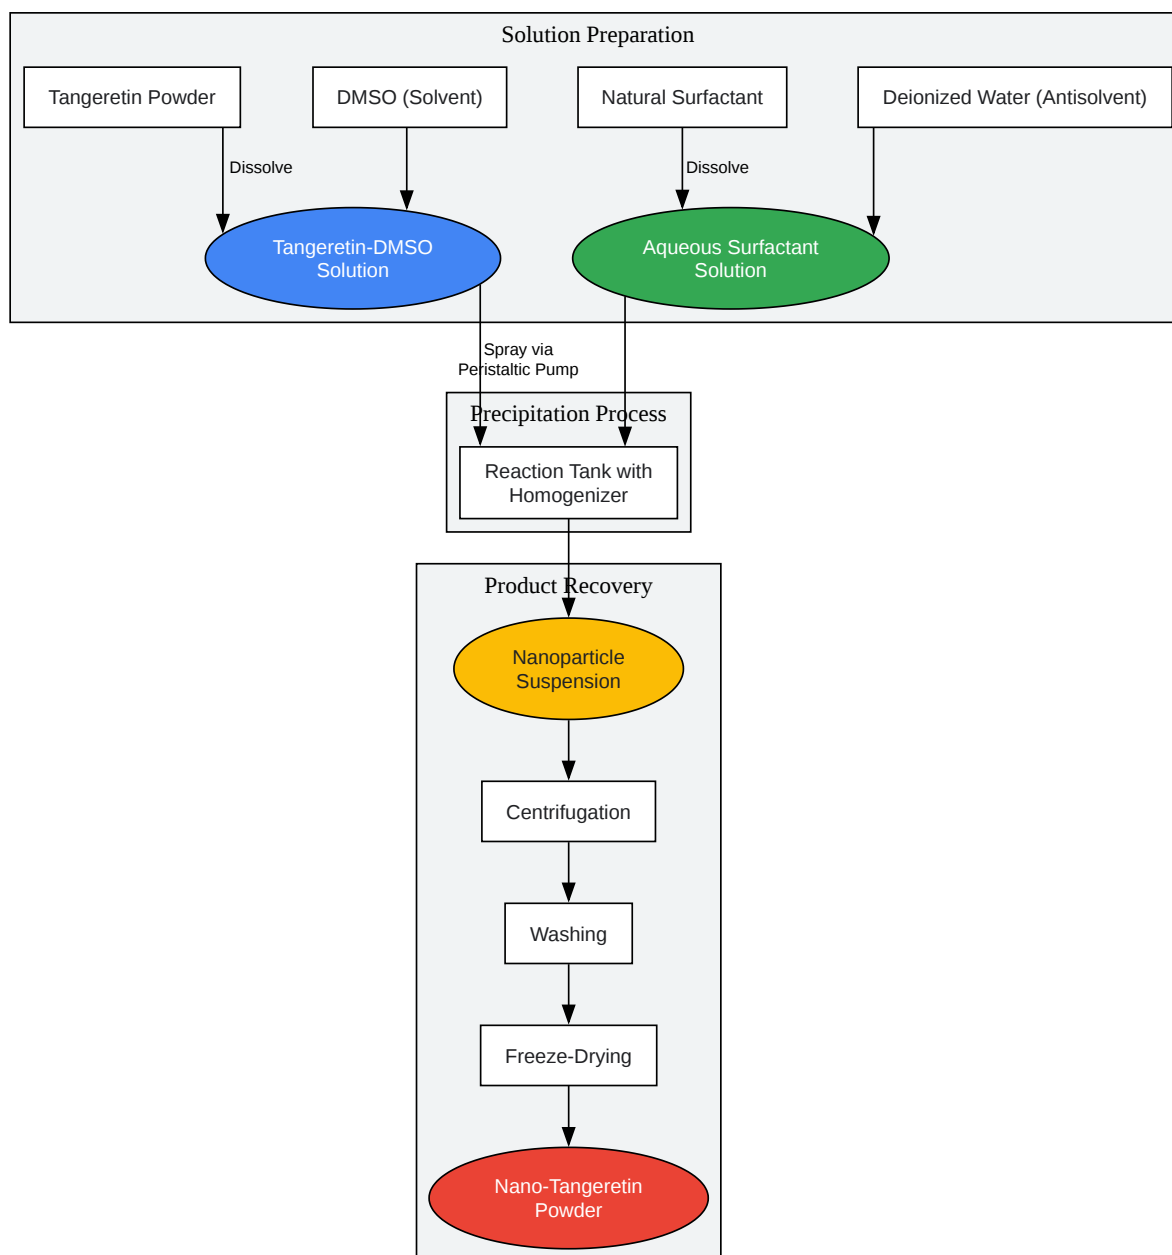 Solution Preparation
Tangeretin Powder
DMSO (Solvent)
Natural Surfactant
Deionized Water (Antisolvent)
Dissolve
Dissolve
Tangeretin-DMSO
Solution
Aqueous Surfactant
Solution
Spray via
Peristaltic Pump
Precipitation Process
Reaction Tank with
Homogenizer
Product Recovery
Nanoparticle
Suspension
Centrifugation
Washing
Freeze-Drying
Nano-Tangeretin
Powder